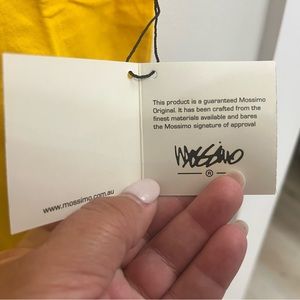 This product is a guaranteed Mossimo
Original. It has been crafted from the
finest materials available and bares
the Mossimo signature of approval
mossimo
®
www.mossimo.com.au